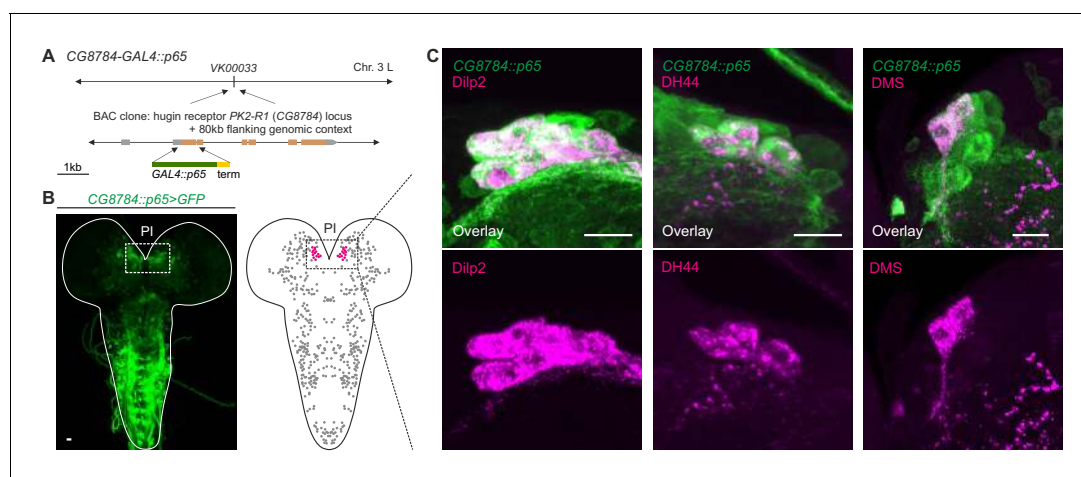 A
CG8784-GAL4::p65
VK00033
Chr. 3 L
BAC clone: hugin receptor PK2-R1 (CG8784) locus
+ 80kb flanking genomic context
1kb
GAL4::p65
term
B
CG8784::p65>GFP
PI
PI
C
CG8784::p65
Dilp2
Overlay
CG8784::p65
DH44
Overlay
CG8784::p65
DMS
Overlay
Dilp2
DH44
DMS